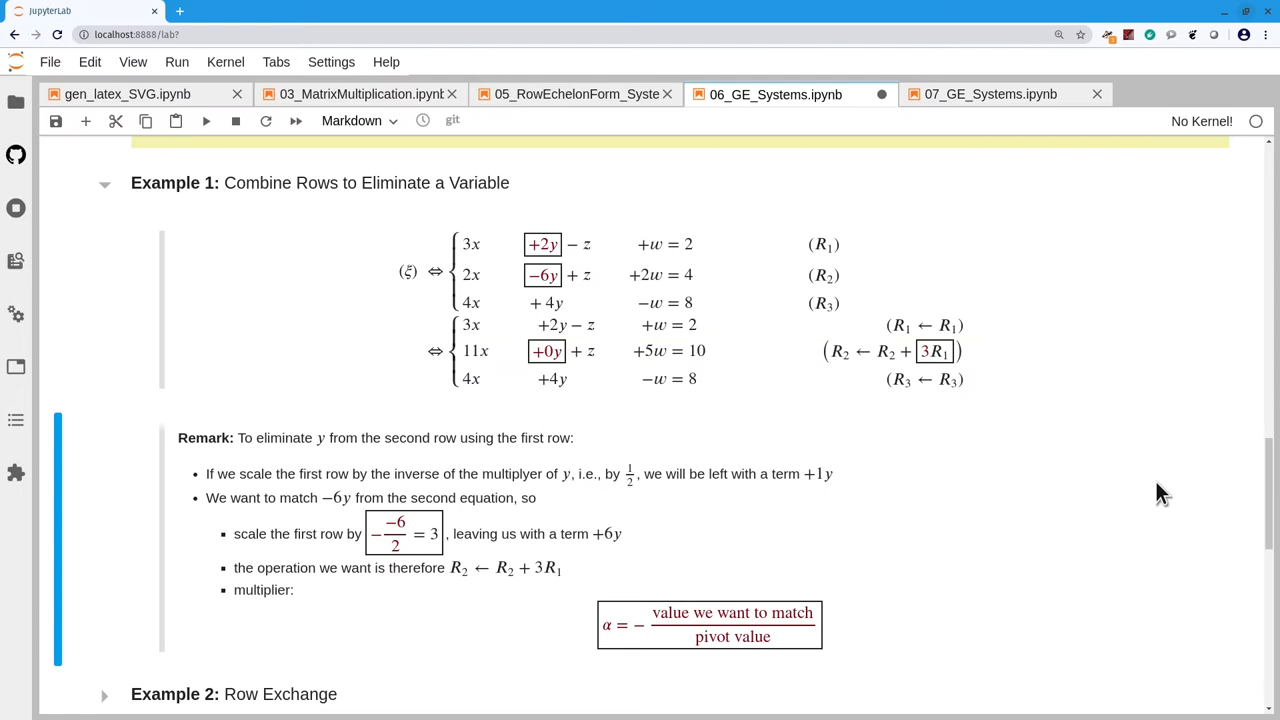 JupyterLab
localhost:8888/lab?
File Edit View Run Kernel Tabs Settings Help
gen_latex_SVG.ipynb 03_MatrixMultiplication.ipynb 05_RowEchelonForm_Syste 06_GE_Systems.ipynb 07_GE_Systems.ipynb
Markdown git No Kernel!
Example 1: Combine Rows to Eliminate a Variable
3x +2y − z +w = 2 (R₁)
(ξ) ⇔ { 2x −6y + z +2w = 4 (R₂)
4x + 4y −w = 8 (R₃)
3x +2y − z +w = 2 (R₁ ← R₁)
⇔ { 11x +0y + z +5w = 10 (R₂ ← R₂ + 3R₁)
4x +4y −w = 8 (R₃ ← R₃)
Remark: To eliminate y from the second row using the first row:
• If we scale the first row by the inverse of the multiplyer of y, i.e., by 1/2, we will be left with a term +1y
• We want to match −6y from the second equation, so
▪ scale the first row by − −6/2 = 3, leaving us with a term +6y
▪ the operation we want is therefore R₂ ← R₂ + 3R₁
▪ multiplier:
α = − value we want to match / pivot value
Example 2: Row Exchange